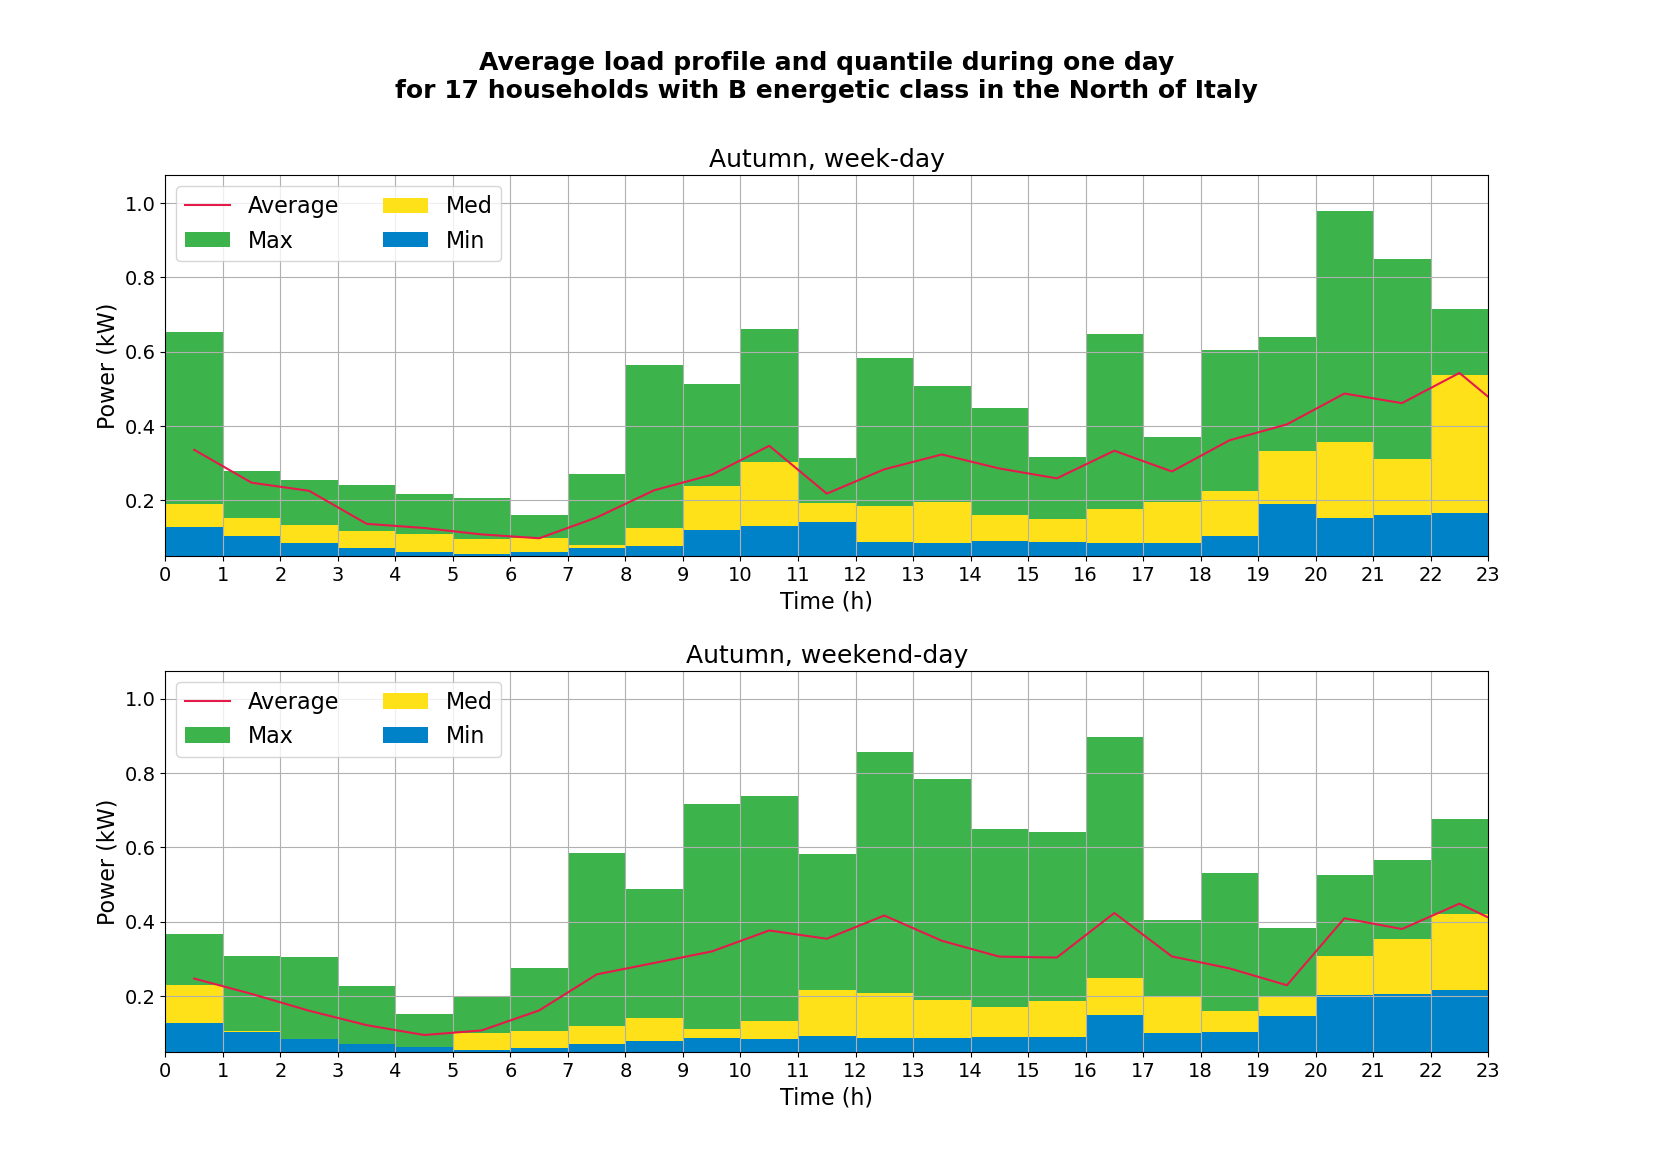 Average load profile and quantile during one day
for 17 households with B energetic class in the North of Italy
Autumn, week-day
Average
Max
Med
Min
Power (kW)
1.0
0.8
0.6
0.4
0.2
0 1 2 3 4 5 6 7 8 9 10 11 12 13 14 15 16 17 18 19 20 21 22 23
Time (h)
Autumn, weekend-day
Average
Max
Med
Min
Power (kW)
1.0
0.8
0.6
0.4
0.2
0 1 2 3 4 5 6 7 8 9 10 11 12 13 14 15 16 17 18 19 20 21 22 23
Time (h)